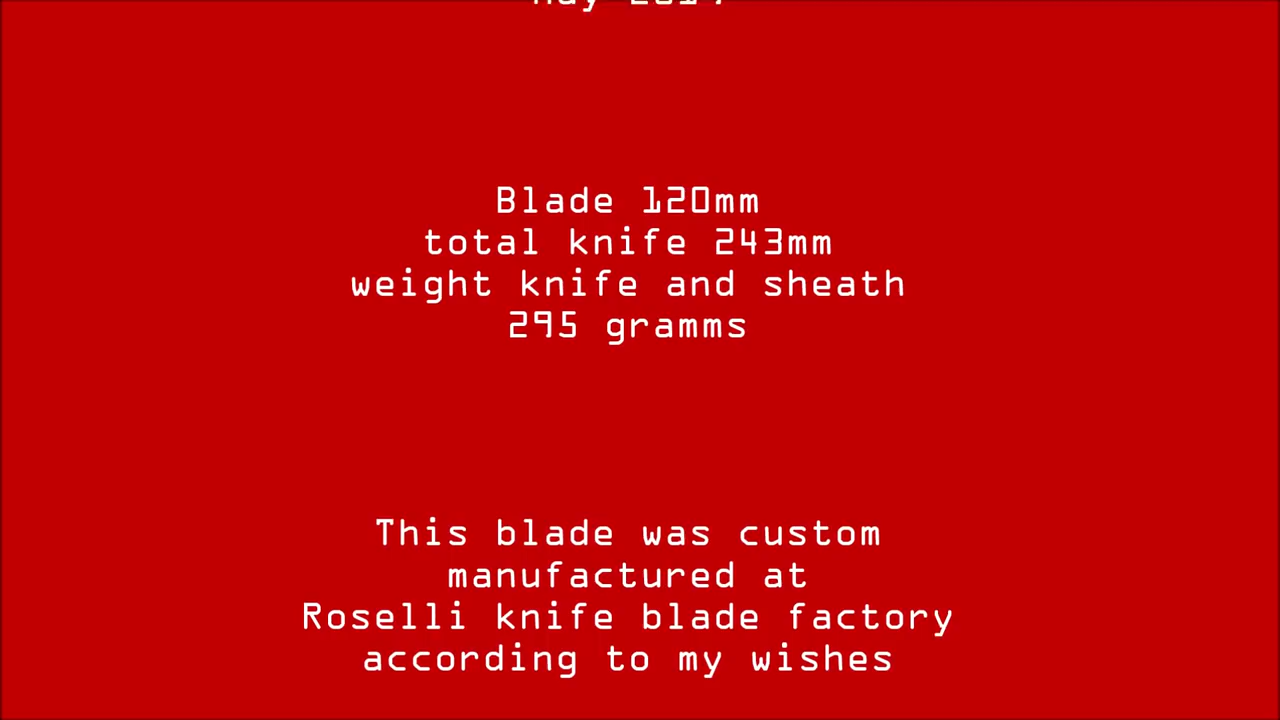 Blade 120mm
total knife 243mm
weight knife and sheath
295 gramms
This blade was custom
manufactured at
Roselli knife blade factory
according to my wishes